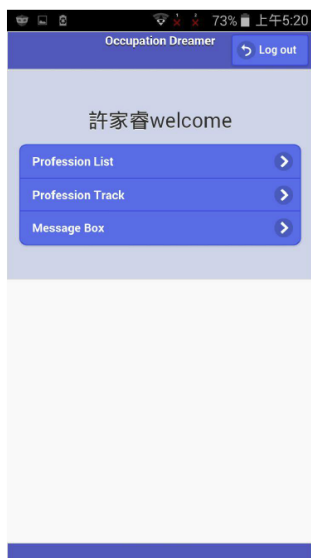 73% 上午5:20
Occupation Dreamer
Log out
許家睿welcome
Profession List
Profession Track
Message Box